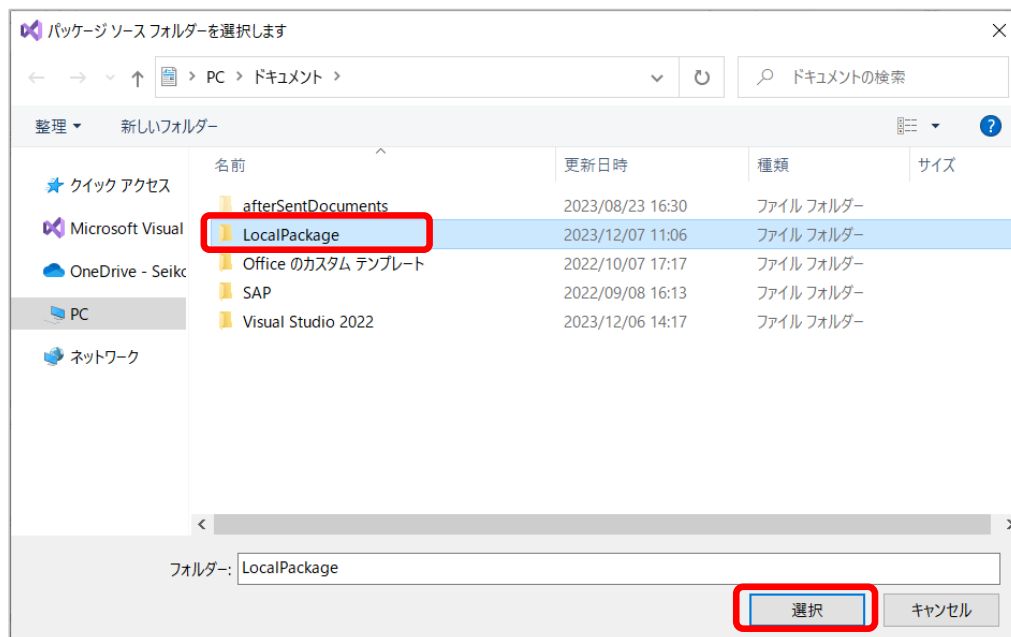 パッケージ ソース フォルダーを選択します
PC > ドキュメント >
ドキュメントの検索
整理
新しいフォルダー
?
名前
更新日時
種類
サイズ
クイック アクセス
Microsoft Visual
OneDrive - Seiko
PC
ネットワーク
afterSentDocuments 2023/08/23 16:30 ファイル フォルダー
LocalPackage 2023/12/07 11:06 ファイル フォルダー
Office のカスタム テンプレート 2022/10/07 17:17 ファイル フォルダー
SAP 2022/09/08 16:13 ファイル フォルダー
Visual Studio 2022 2023/12/06 14:17 ファイル フォルダー
フォルダー: LocalPackage
選択
キャンセル